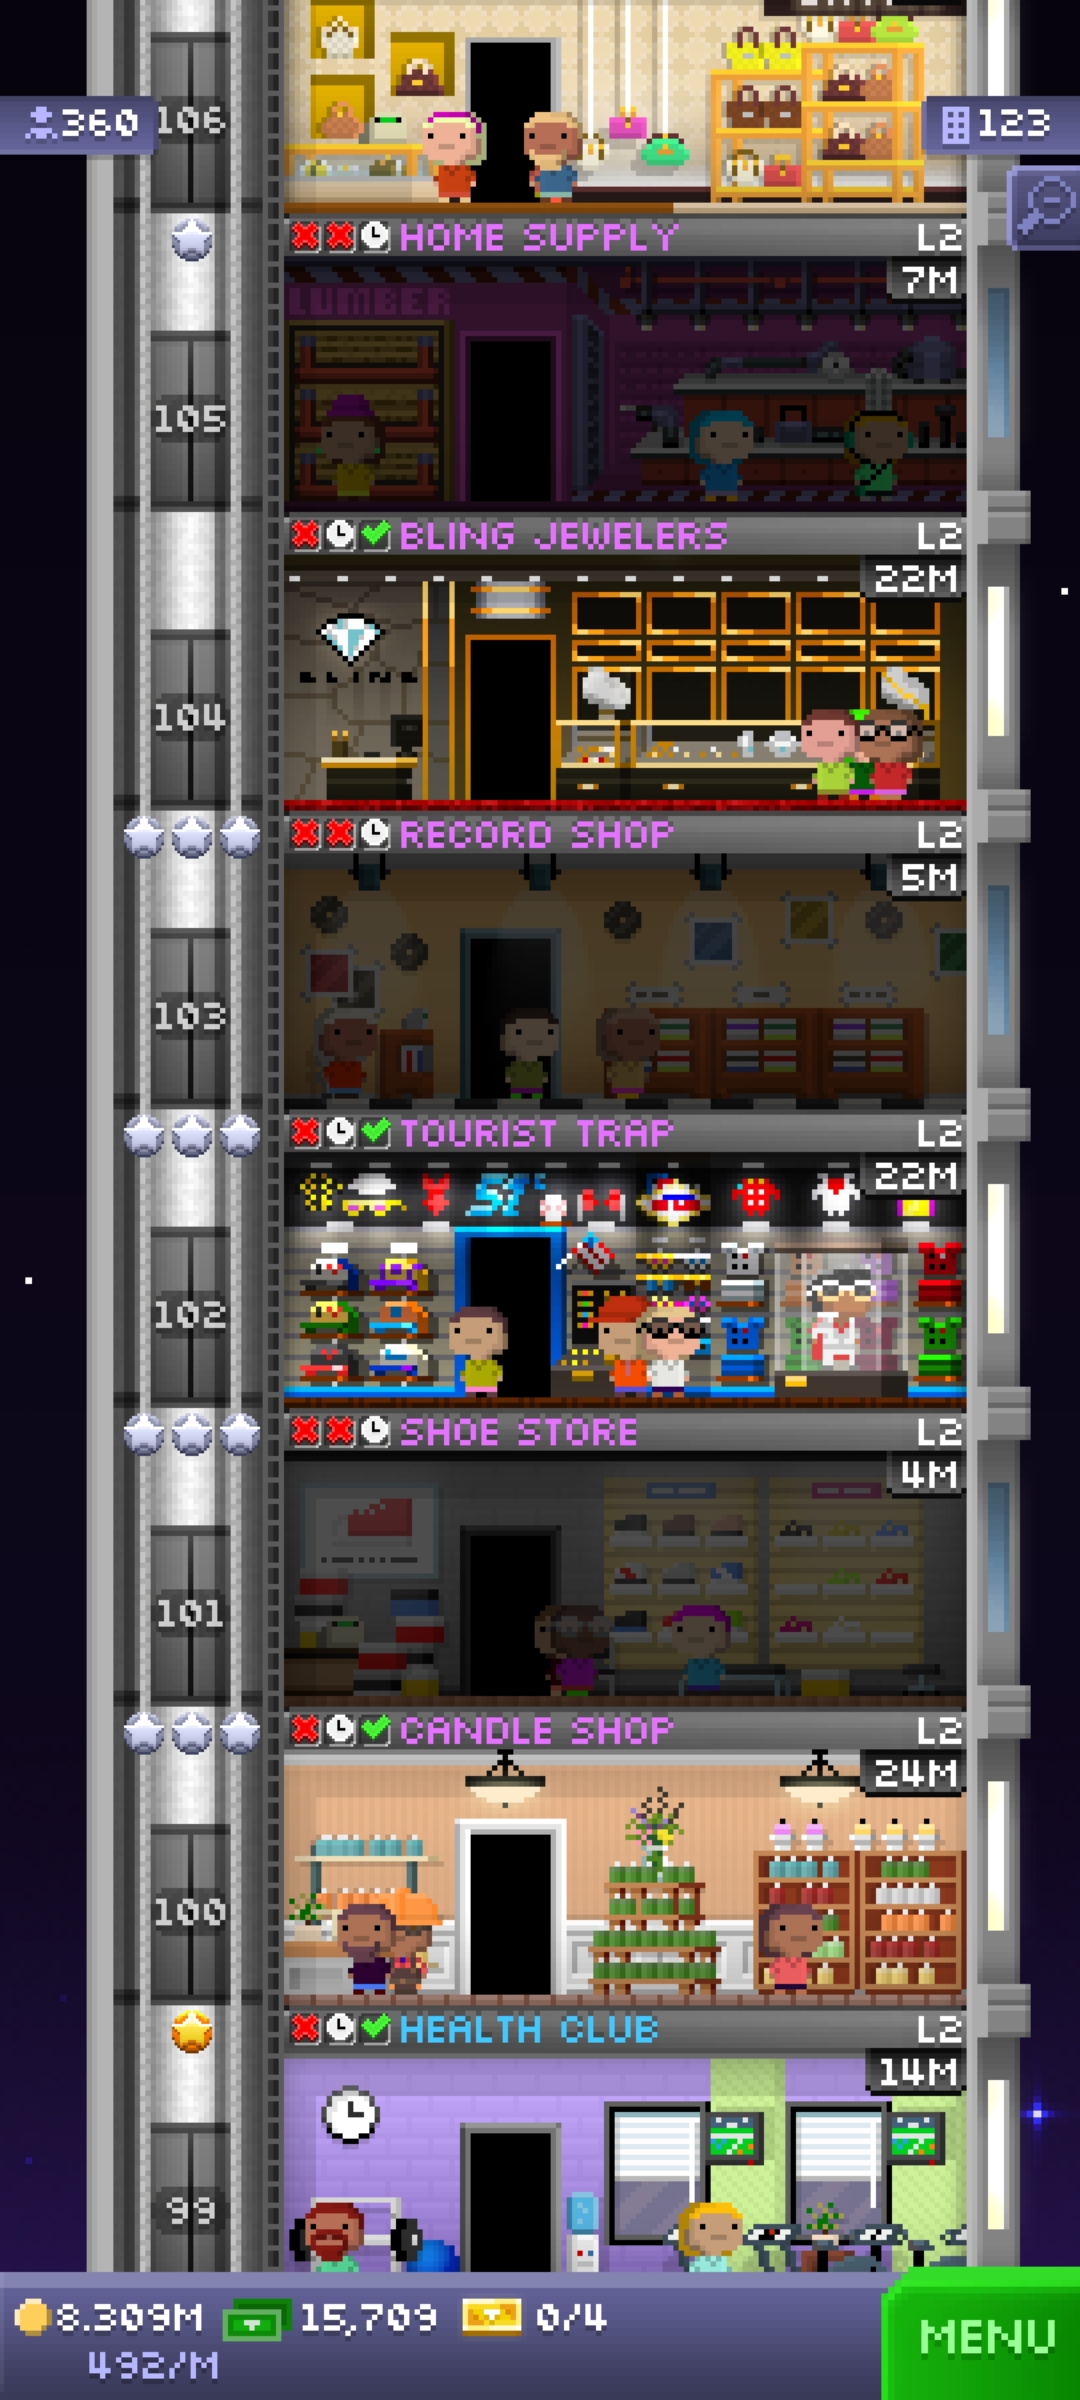 360
106
123
HOME SUPPLY L2
7M
LUMBER
105
BLING JEWELERS L2
22M
BLING
104
RECORD SHOP L2
5M
103
TOURIST TRAP L2
22M
102
SHOE STORE L2
4M
101
CANDLE SHOP L2
24M
100
HEALTH CLUB L2
14M
99
8.309M 15,709 0/4
492/M
MENU